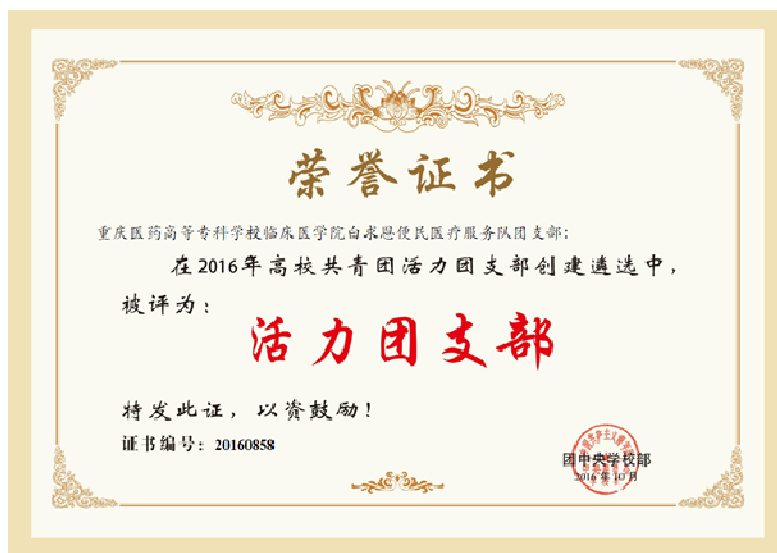 荣誉证书
重庆医药高等专科学校临床医学院白求恩便民医疗服务队团支部：
在2016年高校共青团活力团支部创建遴选中，
被评为：
活力团支部
特发此证，以资鼓励！
证书编号：20160858
团中央学校部
2016年10月